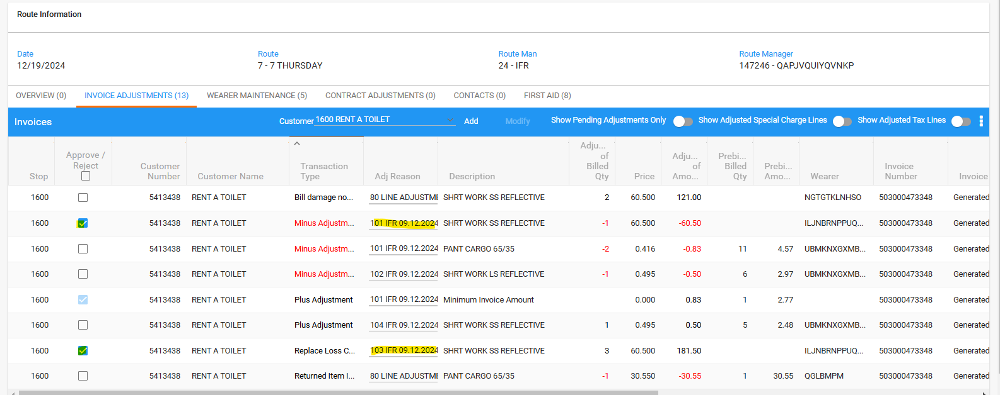 Route Information
Date Route Route Man Route Manager
12/19/2024 7 - 7 THURSDAY 24 - IFR 147246 - QAPJVQUIYQVNKP
OVERVIEW (0) INVOICE ADJUSTMENTS (13) WEARER MAINTENANCE (5) CONTRACT ADJUSTMENTS (0) CONTACTS (0) FIRST AID (8)
Invoices Customer 1600 RENT A TOILET Add Modify Show Pending Adjustments Only Show Adjusted Special Charge Lines Show Adjusted Tax Lines
Stop Approve / Reject Customer Number Customer Name Transaction Type Adj Reason Description Adju... of Billed Qty Price Adju... of Amo... Prebi... Billed Qty Prebi... Amo... Wearer Invoice Number Invoice
1600 5413438 RENT A TOILET Bill damage no... 80 LINE ADJUSTME SHRT WORK SS REFLECTIVE 2 60.500 121.00 NGTGTKLNHSO 503000473348 Generated
1600 5413438 RENT A TOILET Minus Adjustm... 101 IFR 09.12.2024 SHRT WORK SS REFLECTIVE -1 60.500 -60.50 ILJNBRNPPUQ... 503000473348 Generated
1600 5413438 RENT A TOILET Minus Adjustm... 101 IFR 09.12.2024 PANT CARGO 65/35 -2 0.416 -0.83 11 4.57 UBMKNXGXMB... 503000473348 Generated
1600 5413438 RENT A TOILET Minus Adjustm... 102 IFR 09.12.2024 SHRT WORK LS REFLECTIVE -1 0.495 -0.50 6 2.97 UBMKNXGXMB... 503000473348 Generated
1600 5413438 RENT A TOILET Plus Adjustment 101 IFR 09.12.2024 Minimum Invoice Amount 0.000 0.83 1 2.77 503000473348 Generated
1600 5413438 RENT A TOILET Plus Adjustment 104 IFR 09.12.2024 SHRT WORK SS REFLECTIVE 1 0.495 0.50 5 2.48 UBMKNXGXMB... 503000473348 Generated
1600 5413438 RENT A TOILET Replace Loss C... 103 IFR 09.12.2024 SHRT WORK SS REFLECTIVE 3 60.500 181.50 ILJNBRNPPUQ... 503000473348 Generated
1600 5413438 RENT A TOILET Returned Item I... 80 LINE ADJUSTME PANT CARGO 65/35 -1 30.550 -30.55 1 30.55 QGLBMPM 503000473348 Generated